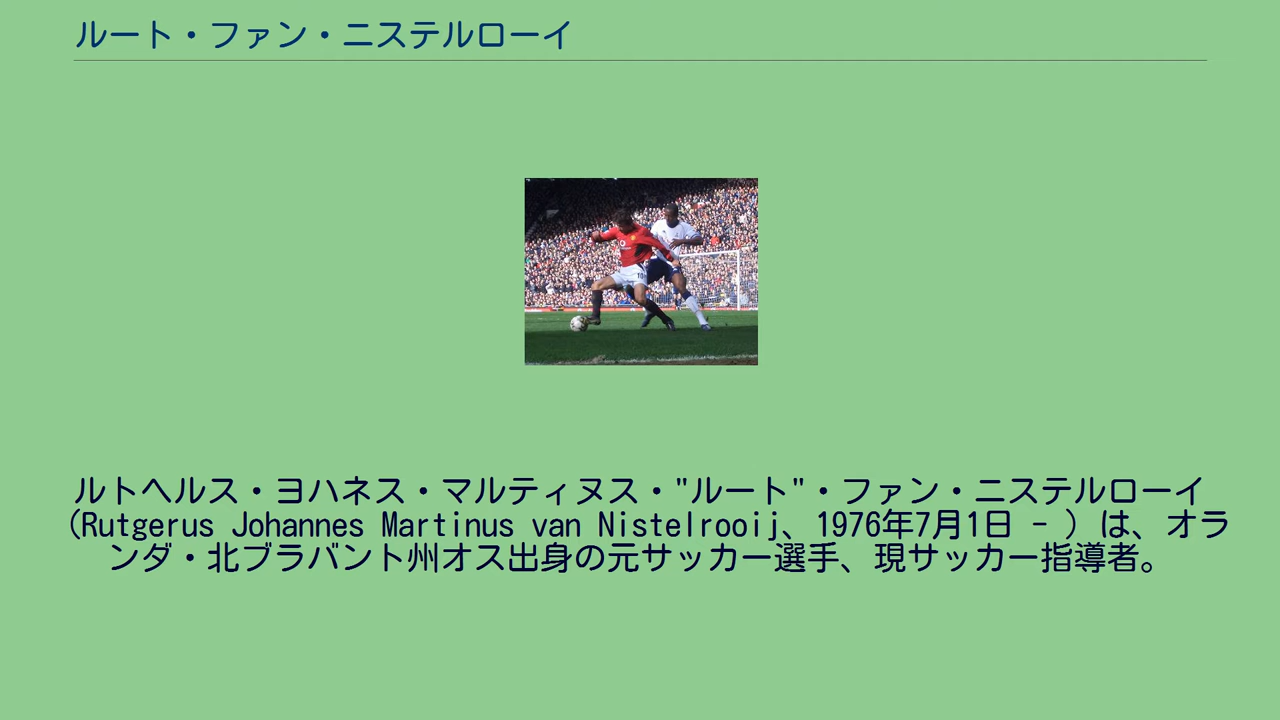 ルート・ファン・ニステルローイ
ルトヘルス・ヨハネス・マルティヌス・"ルート"・ファン・ニステルローイ
(Rutgerus Johannes Martinus van Nistelrooij、1976年7月1日 - ）は、オラ
ンダ・北ブラバント州オス出身の元サッカー選手、現サッカー指導者。